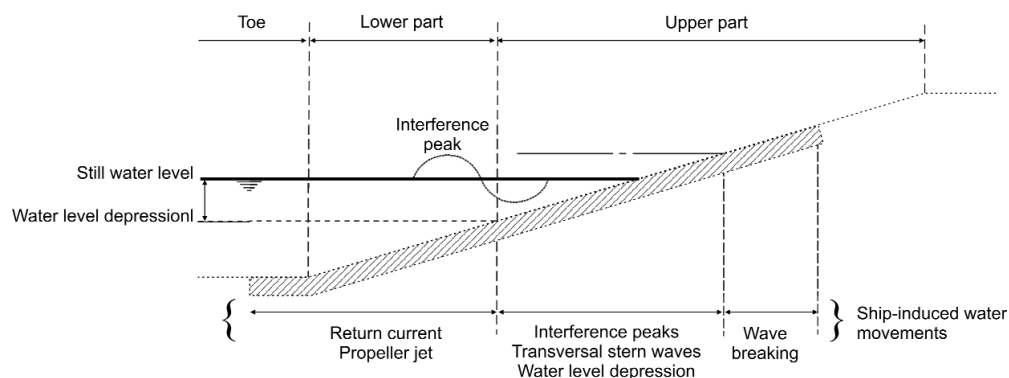 Toe
Lower part
Upper part
Interference
peak
Still water level
Water level depressionl
{
}
Return current
Propeller jet
Interference peaks
Transversal stern waves
Water level depression
Wave
breaking
Ship-induced water
movements